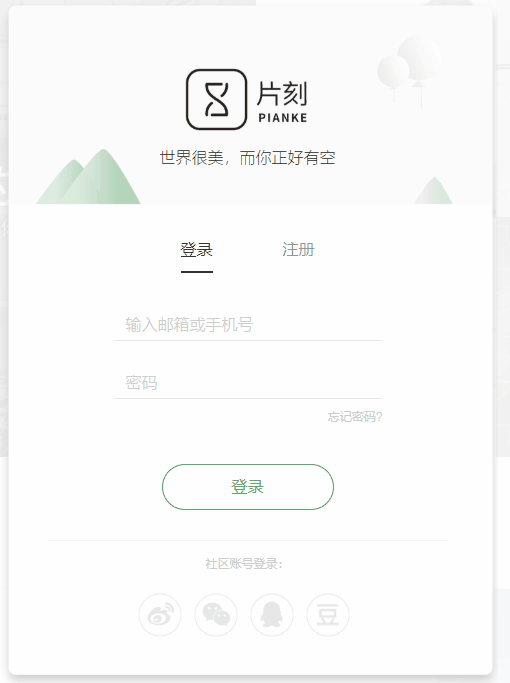 片刻
PIANKE
世界很美，而你正好有空
登录 注册
输入邮箱或手机号
密码
忘记密码?
登录
社区账号登录:
豆